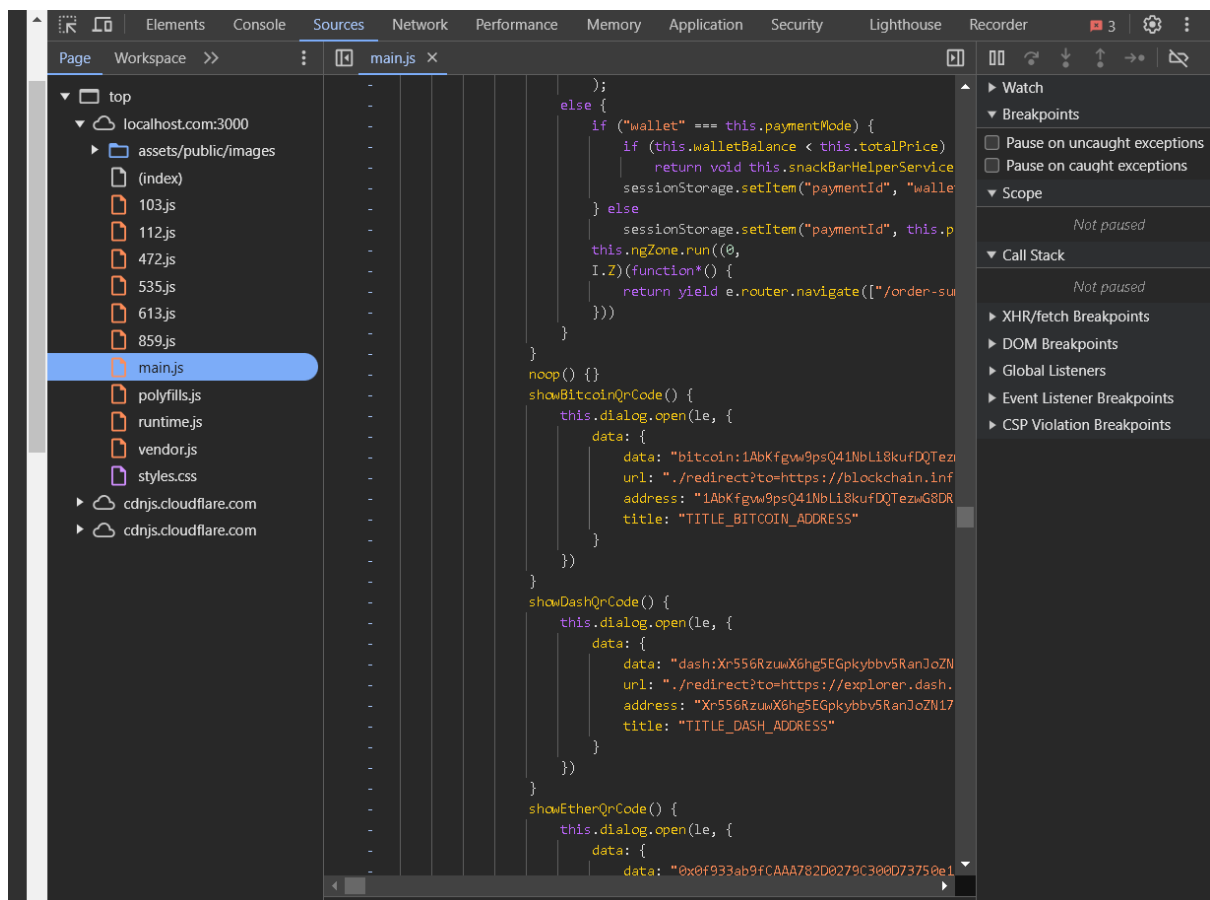 Elements Console Sources Network Performance Memory Application Security Lighthouse Recorder 3
Page Workspace >>
main.js ×
top
localhost.com:3000
assets/public/images
(index)
103.js
112.js
472.js
535.js
613.js
859.js
main.js
polyfills.js
runtime.js
vendor.js
styles.css
cdnjs.cloudflare.com
cdnjs.cloudflare.com
);
else {
if ("wallet" === this.paymentMode) {
if (this.walletBalance < this.totalPrice)
return void this.snackBarHelperService
sessionStorage.setItem("paymentId", "walle
} else
sessionStorage.setItem("paymentId", this.p
this.ngZone.run((0,
I.Z)(function*() {
return yield e.router.navigate(["/order-su
}))
}
}
noop() {}
showBitcoinQrCode() {
this.dialog.open(le, {
data: {
data: "bitcoin:1AbKfgvw9psQ41NbLi8kufDQTez
url: "./redirect?to=https://blockchain.inf
address: "1AbKfgvw9psQ41NbLi8kufDQTezwG8DR
title: "TITLE_BITCOIN_ADDRESS"
}
})
}
showDashQrCode() {
this.dialog.open(le, {
data: {
data: "dash:Xr556RzuwX6hg5EGpkybbv5RanJoZN
url: "./redirect?to=https://explorer.dash.
address: "Xr556RzuwX6hg5EGpkybbv5RanJoZN17
title: "TITLE_DASH_ADDRESS"
}
})
}
showEtherQrCode() {
this.dialog.open(le, {
data: {
data: "0x0f933ab9fCAAA782D0279C300D73750e1
Watch
Breakpoints
Pause on uncaught exceptions
Pause on caught exceptions
Scope
Not paused
Call Stack
Not paused
XHR/fetch Breakpoints
DOM Breakpoints
Global Listeners
Event Listener Breakpoints
CSP Violation Breakpoints